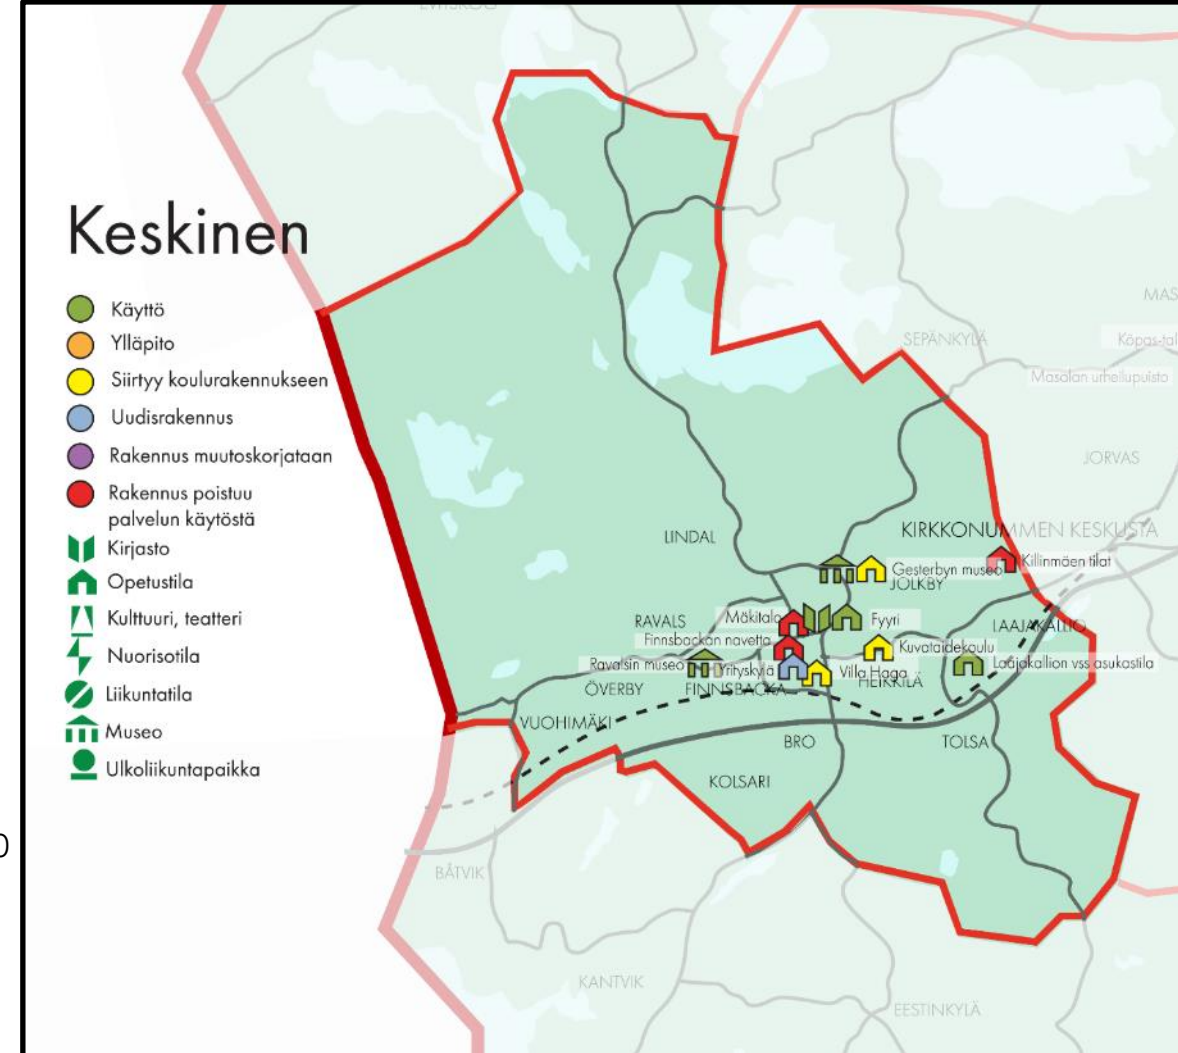 EVITSKOG
Keskinen
Käyttö
Ylläpito
Siirtyy koulurakennukseen
Uudisrakennus
Rakennus muutoskorjataan
Rakennus poistuu
palvelun käytöstä
Kirjasto
Opetustila
Kulttuuri, teatteri
Nuorisotila
Liikuntatila
Museo
Ulkoliikuntapaikka
0
MAS
SEPÄNKYLÄ
Köpas-tal
Masalan urheilupuisto
JORVAS
KIRKKONUMMEN KESKUSTA
LINDAL
Killinmäen tilat
Gesterbyn museo
JOLKBY
RAVALS
Mäkitalo
Fyyri
LAAJAKALLIO
Finnsbackan navetta
Kuvataidekoulu
Ravalsin museo
Yrityskylä
Villa Haga
Laajakallion vss asukastila
ÖVERBY
FINNSBACKA
HEIKKILÄ
VUOHIMÄKI
BRO
TOLSA
KOLSARI
BÅTVIK
KANTVIK
EESTINKYLÄ